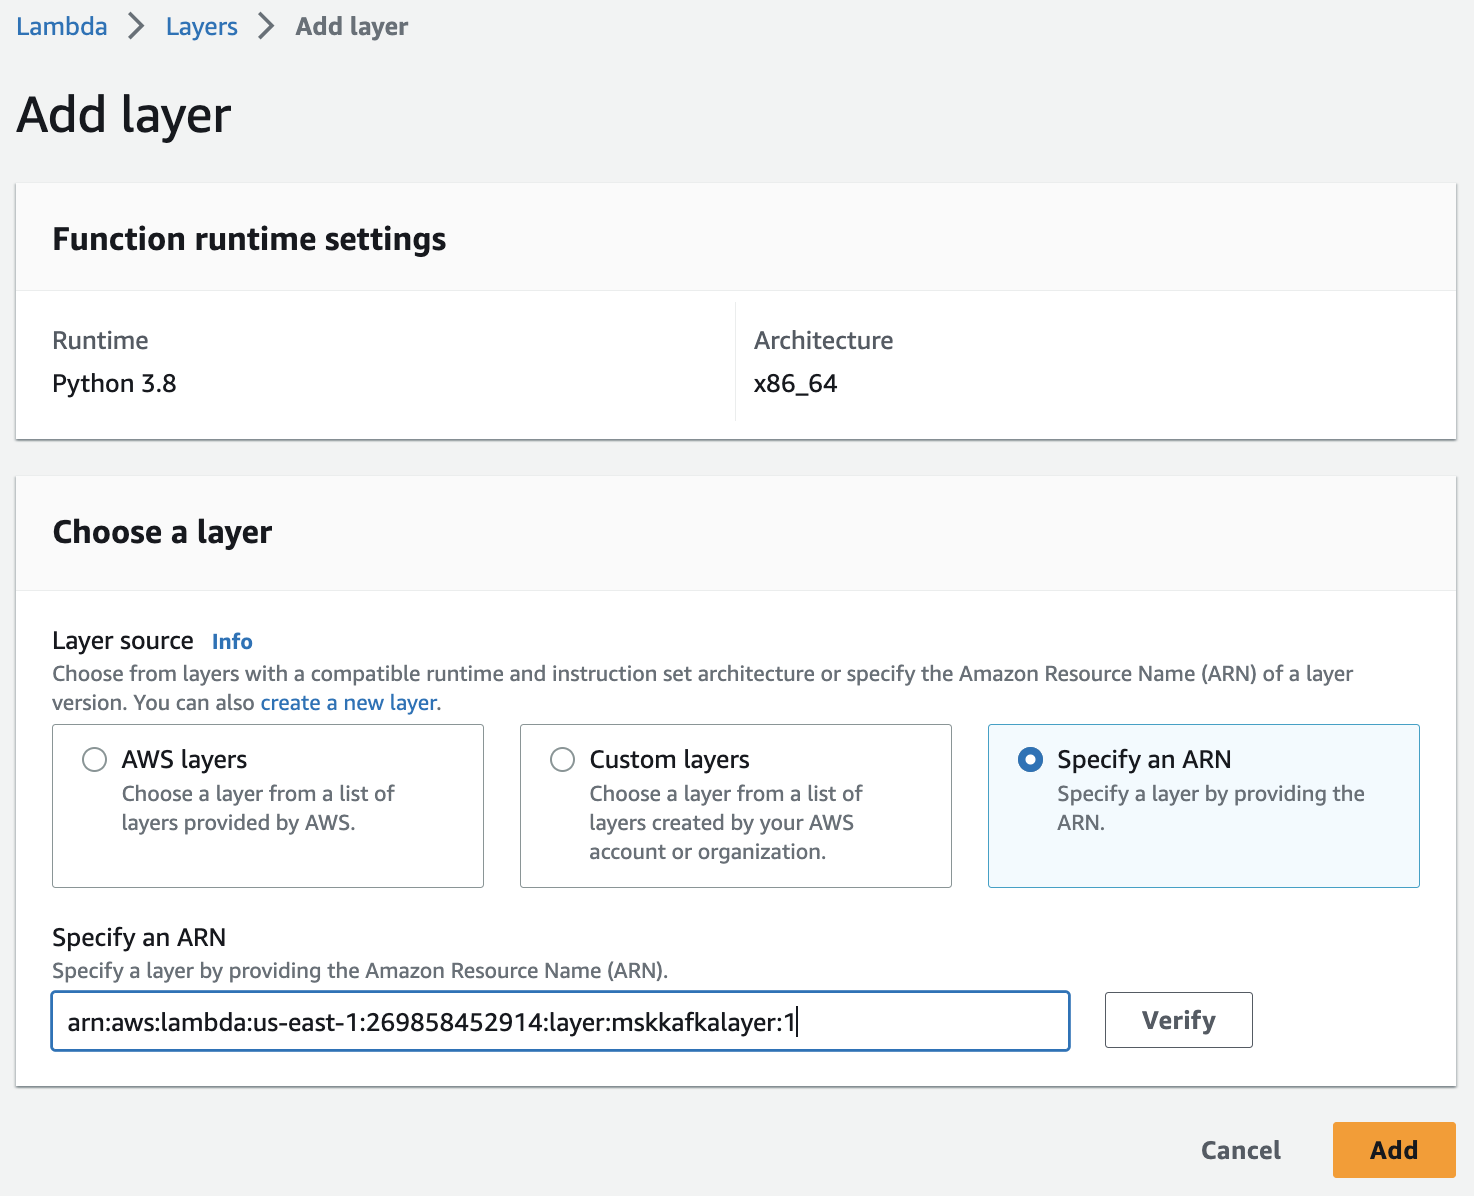 Lambda > Layers > Add layer
Add layer
Function runtime settings
Runtime
Architecture
Python 3.8
x86_64
Choose a layer
Layer source Info
Choose from layers with a compatible runtime and instruction set architecture or specify the Amazon Resource Name (ARN) of a layer
version. You can also create a new layer.
AWS layers
Choose a layer from a list of
layers provided by AWS.
Custom layers
Choose a layer from a list of
layers created by your AWS
account or organization.
Specify an ARN
Specify a layer by providing the
ARN.
Specify an ARN
Specify a layer by providing the Amazon Resource Name (ARN).
arn:aws:lambda:us-east-1:269858452914:layer:mskkafkalayer:1
Verify
Cancel
Add